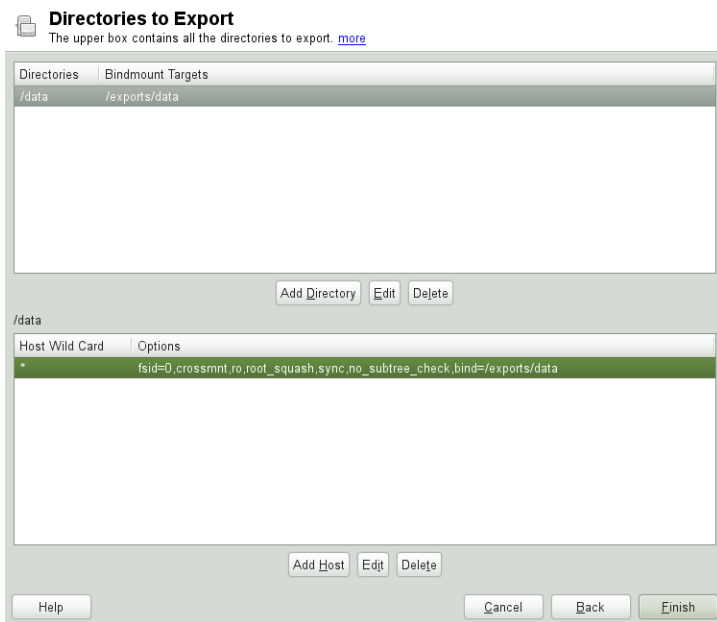 Directories to Export
The upper box contains all the directories to export. more
Directories Bindmount Targets
/data /exports/data
Add Directory Edit Delete
/data
Host Wild Card Options
* fsid=0,crossmnt,ro,root_squash,sync,no_subtree_check,bind=/exports/data
Add Host Edit Delete
Help Cancel Back Finish